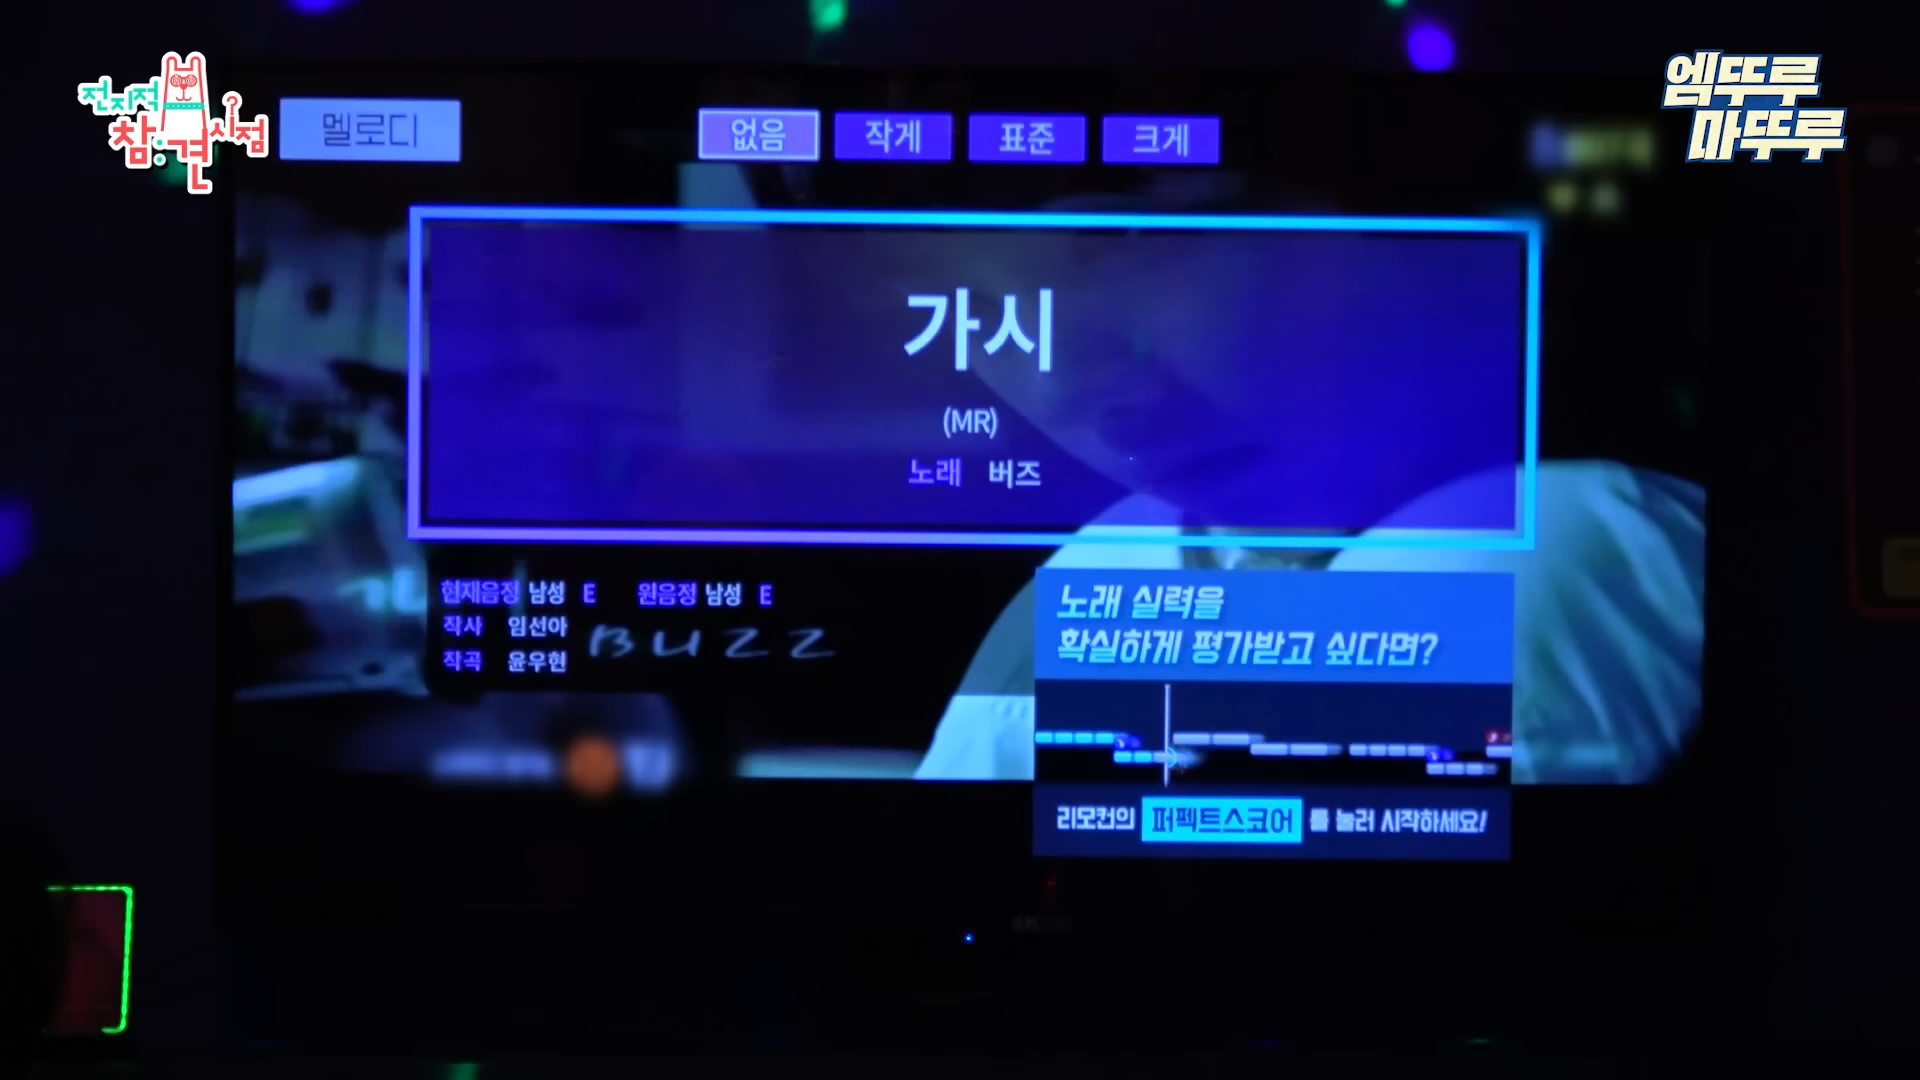 전지적
참견시점
엠뚜루
마뚜루
멜로디
없음 작게 표준 크게
가시
(MR)
노래 버즈
현재음정 남성 E 원음정 남성 E
작사 임선아
작곡 윤우현
BUZZ
노래 실력을
확실하게 평가받고 싶다면?
리모컨의 퍼펙트스코어 를 눌러 시작하세요!